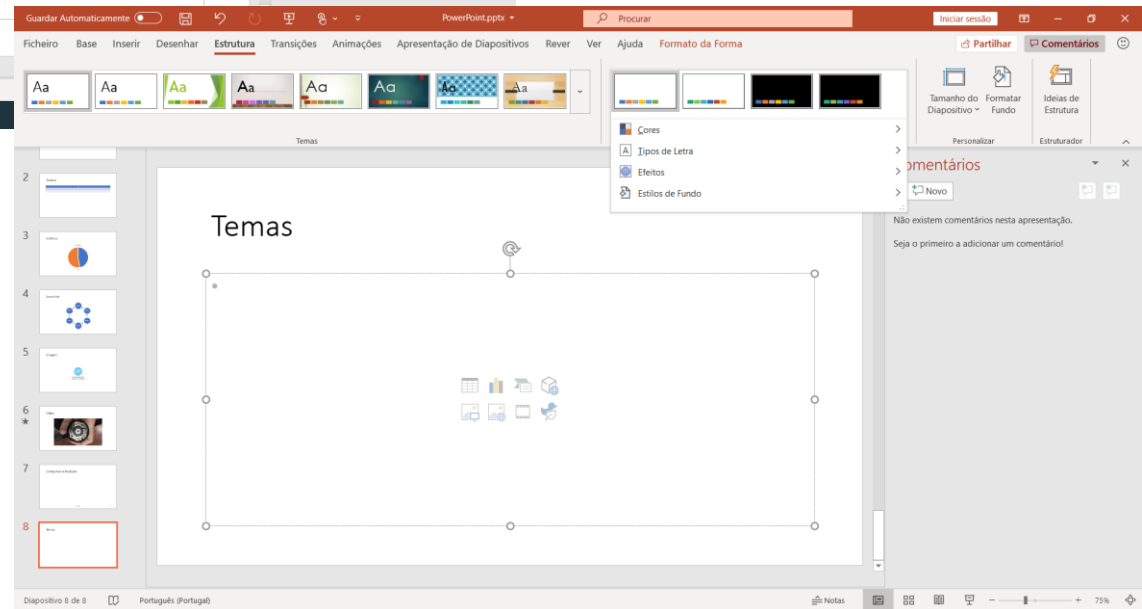 Guardar Automaticamente
PowerPoint.pptx
Procurar
Iniciar sessão
Ficheiro Base Inserir Desenhar Estrutura Transições Animações Apresentação de Diapositivos Rever Ver Ajuda Formato da Forma
Partilhar
Comentários
Aa Aa Aa Aa Aa Aa Aa Aa
Tamanho do Diapositivo
Formatar Fundo
Ideias de Estrutura
Temas
Personalizar
Estruturador
Cores
Tipos de Letra
Efeitos
Estilos de Fundo
omentários
Novo
Não existem comentários nesta apresentação.
Seja o primeiro a adicionar um comentário!
2
3
4
5
6
7
8
Temas
Diapositivo 8 de 8
Português (Portugal)
Notas
75%